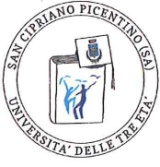 SAN CIPRIANO PICENTINO (SA)
UNIVERSITA' DELLE TRE ETA'